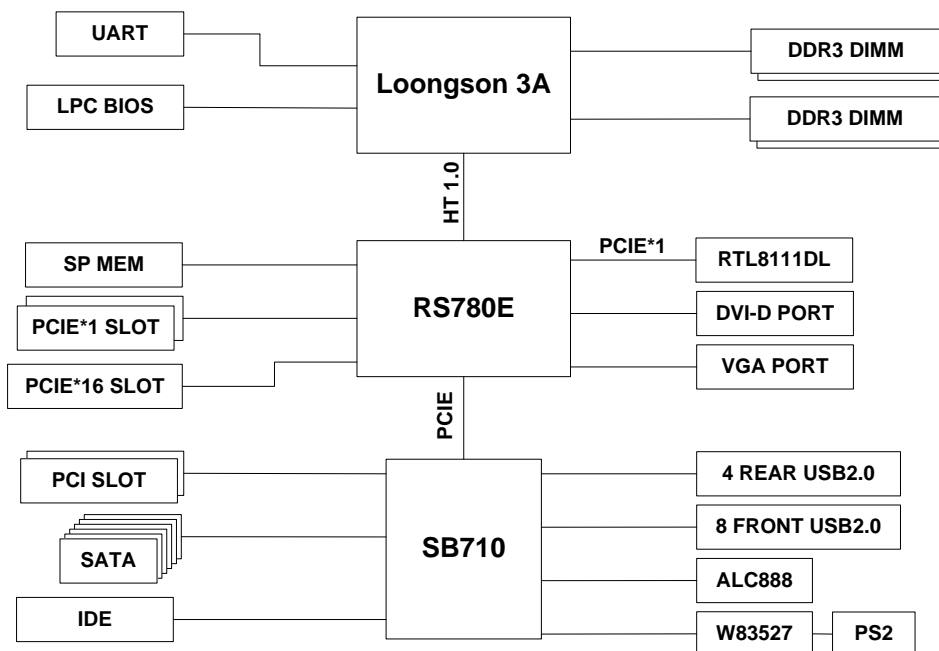 UART
Loongson 3A
DDR3 DIMM
LPC BIOS
DDR3 DIMM
HT 1.0
SP MEM
PCIE*1
RTL8111DL
PCIE*1 SLOT
RS780E
DVI-D PORT
PCIE*16 SLOT
VGA PORT
PCIE
PCI SLOT
4 REAR USB2.0
SATA
SB710
8 FRONT USB2.0
ALC888
IDE
W83527
PS2